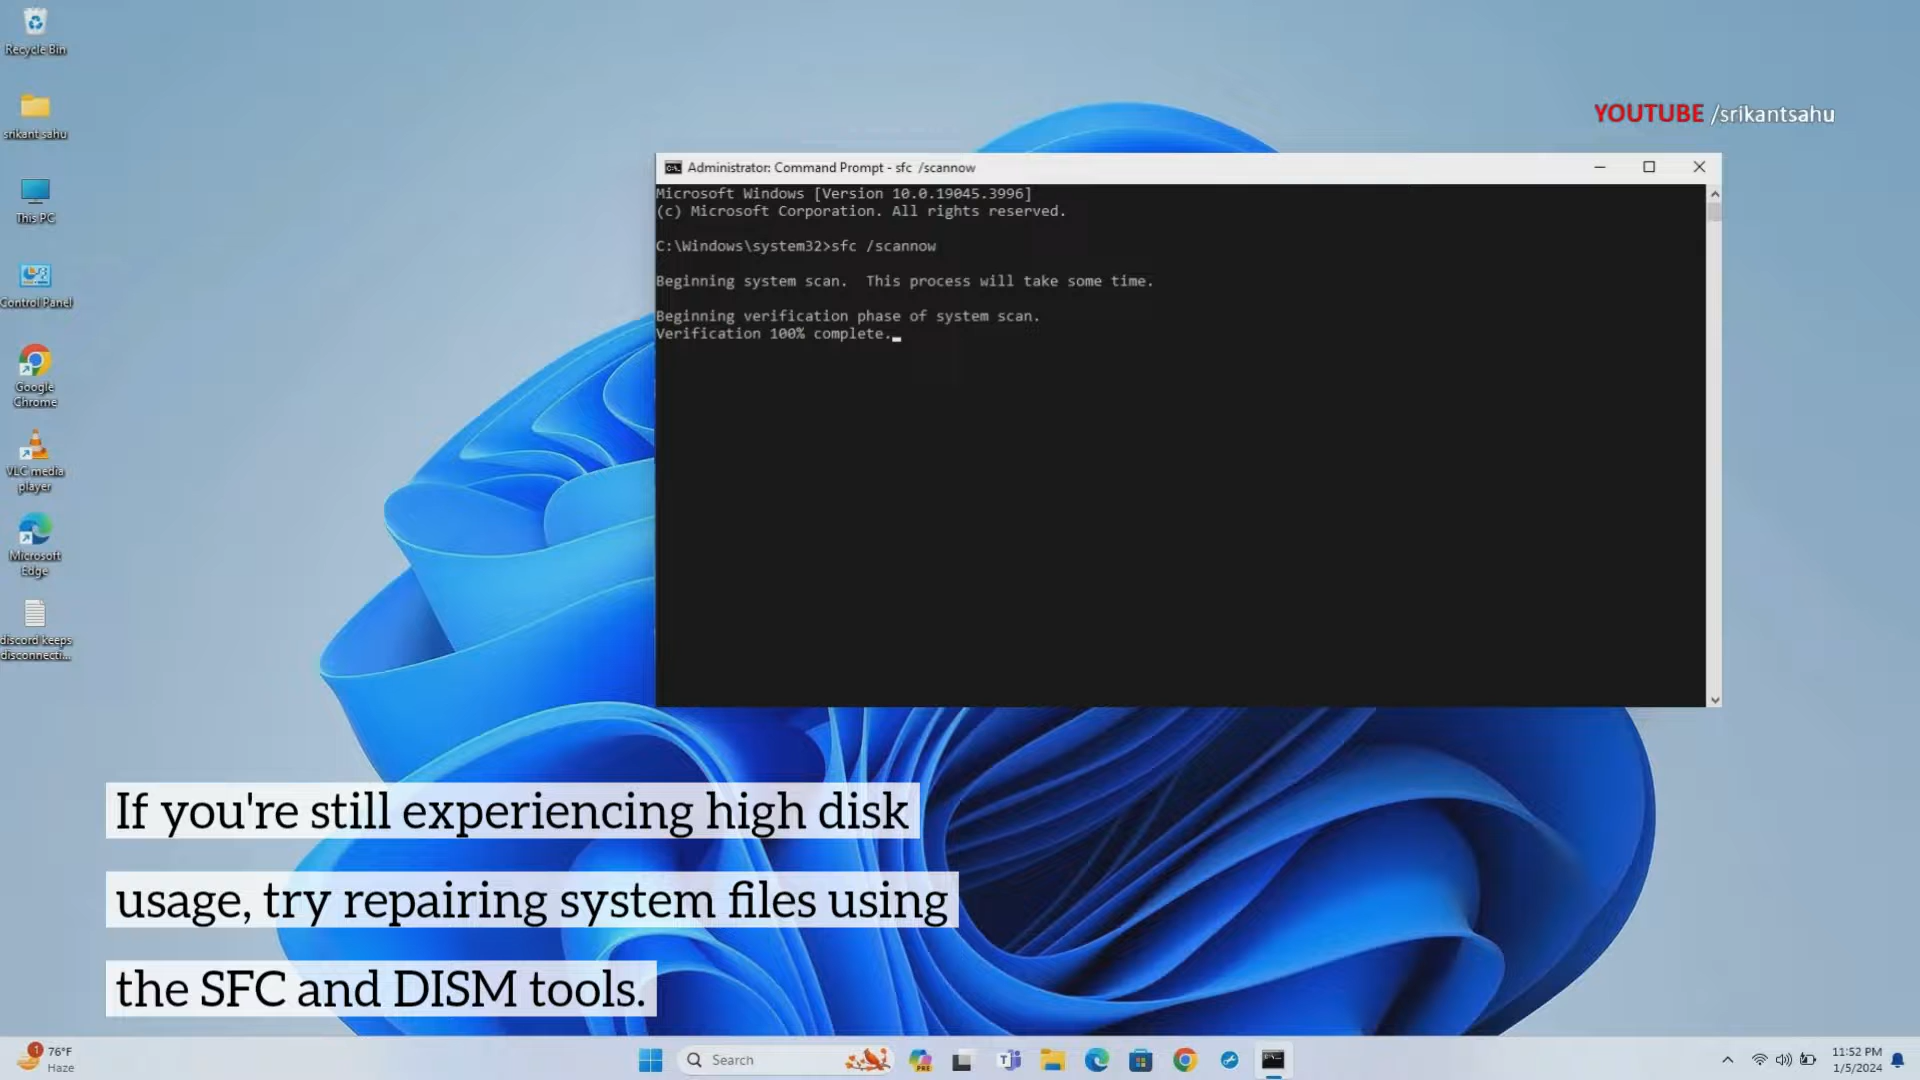 Recycle Bin
srikant sahu
This PC
Control Panel
Google
Chrome
VLC media
player
Microsoft
Edge
discord keeps
disconnecti...
YOUTUBE /srikantsahu
Administrator: Command Prompt - sfc /scannow
Microsoft Windows [Version 10.0.19045.3996]
(c) Microsoft Corporation. All rights reserved.
C:\Windows\system32>sfc /scannow
Beginning system scan.  This process will take some time.
Beginning verification phase of system scan.
Verification 100% complete.
If you're still experiencing high disk
usage, try repairing system files using
the SFC and DISM tools.
1
76°F
Haze
Search
PRE
11:52 PM
1/5/2024